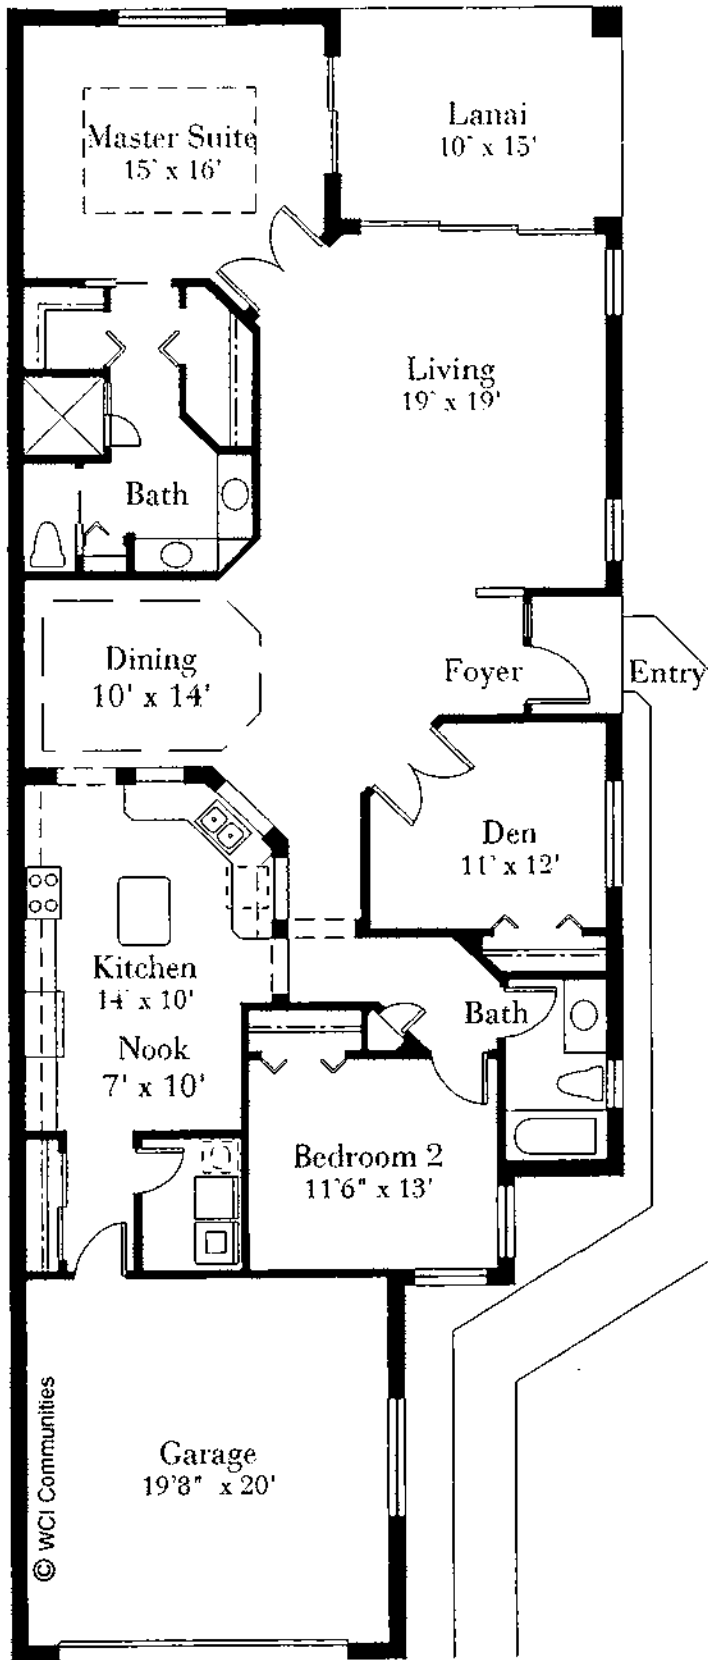 Master Suite
15' x 16'
Lanai
10' x 15'
Living
19' x 19'
Bath
Dining
10' x 14'
Foyer
Entry
Den
11' x 12'
Kitchen
14' x 10'
Nook
7' x 10'
Bath
Bedroom 2
11'6" x 13'
Garage
19'8" x 20'
© WCI Communities